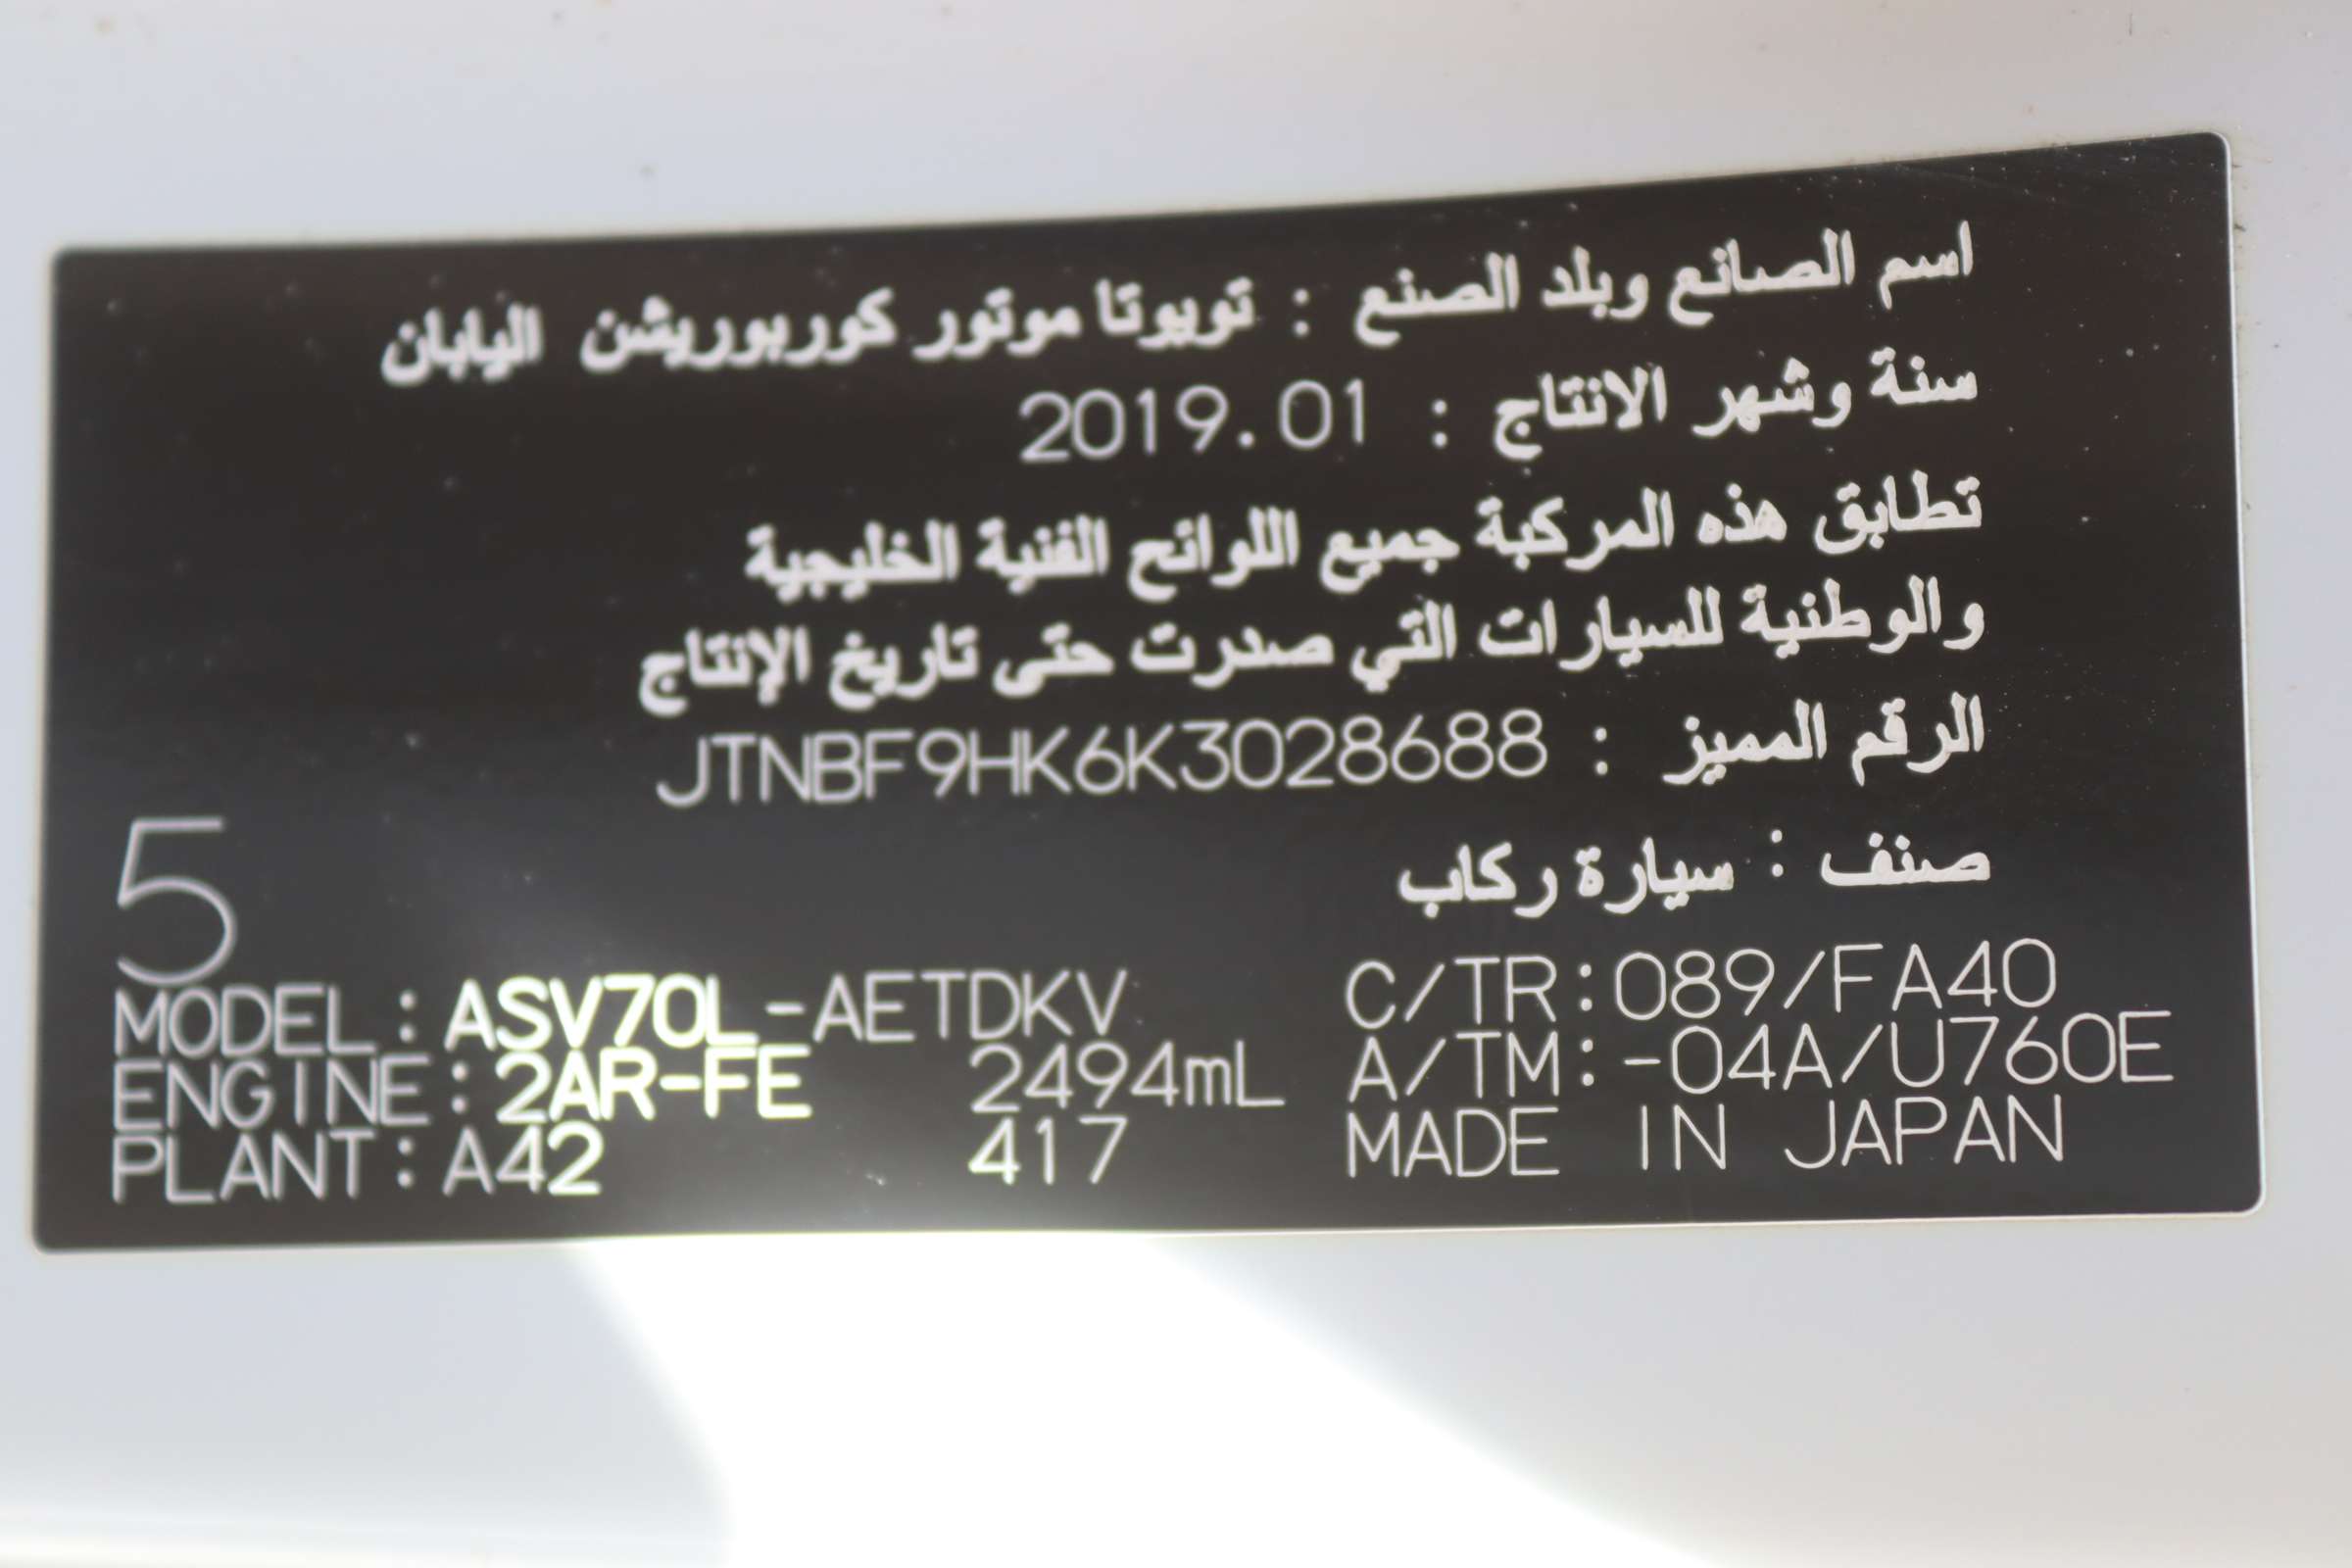 اسم الصانع وبلد الصنع : تويوتا موتور كوربوريشن اليابان
سنة وشهر الانتاج : 2019.01
تطابق هذه المركبة جميع اللوائح الفنية الخليجية
والوطنية للسيارات التي صدرت حتى تاريخ الإنتاج
الرقم المميز : JTNBF9HK6K3028688
صنف : سيارة ركاب
5
MODEL:ASV70L-AETDKV C/TR:089/FA40
ENGINE:2AR-FE 2494mL A/TM:-04A/U760E
PLANT:A42 417 MADE IN JAPAN